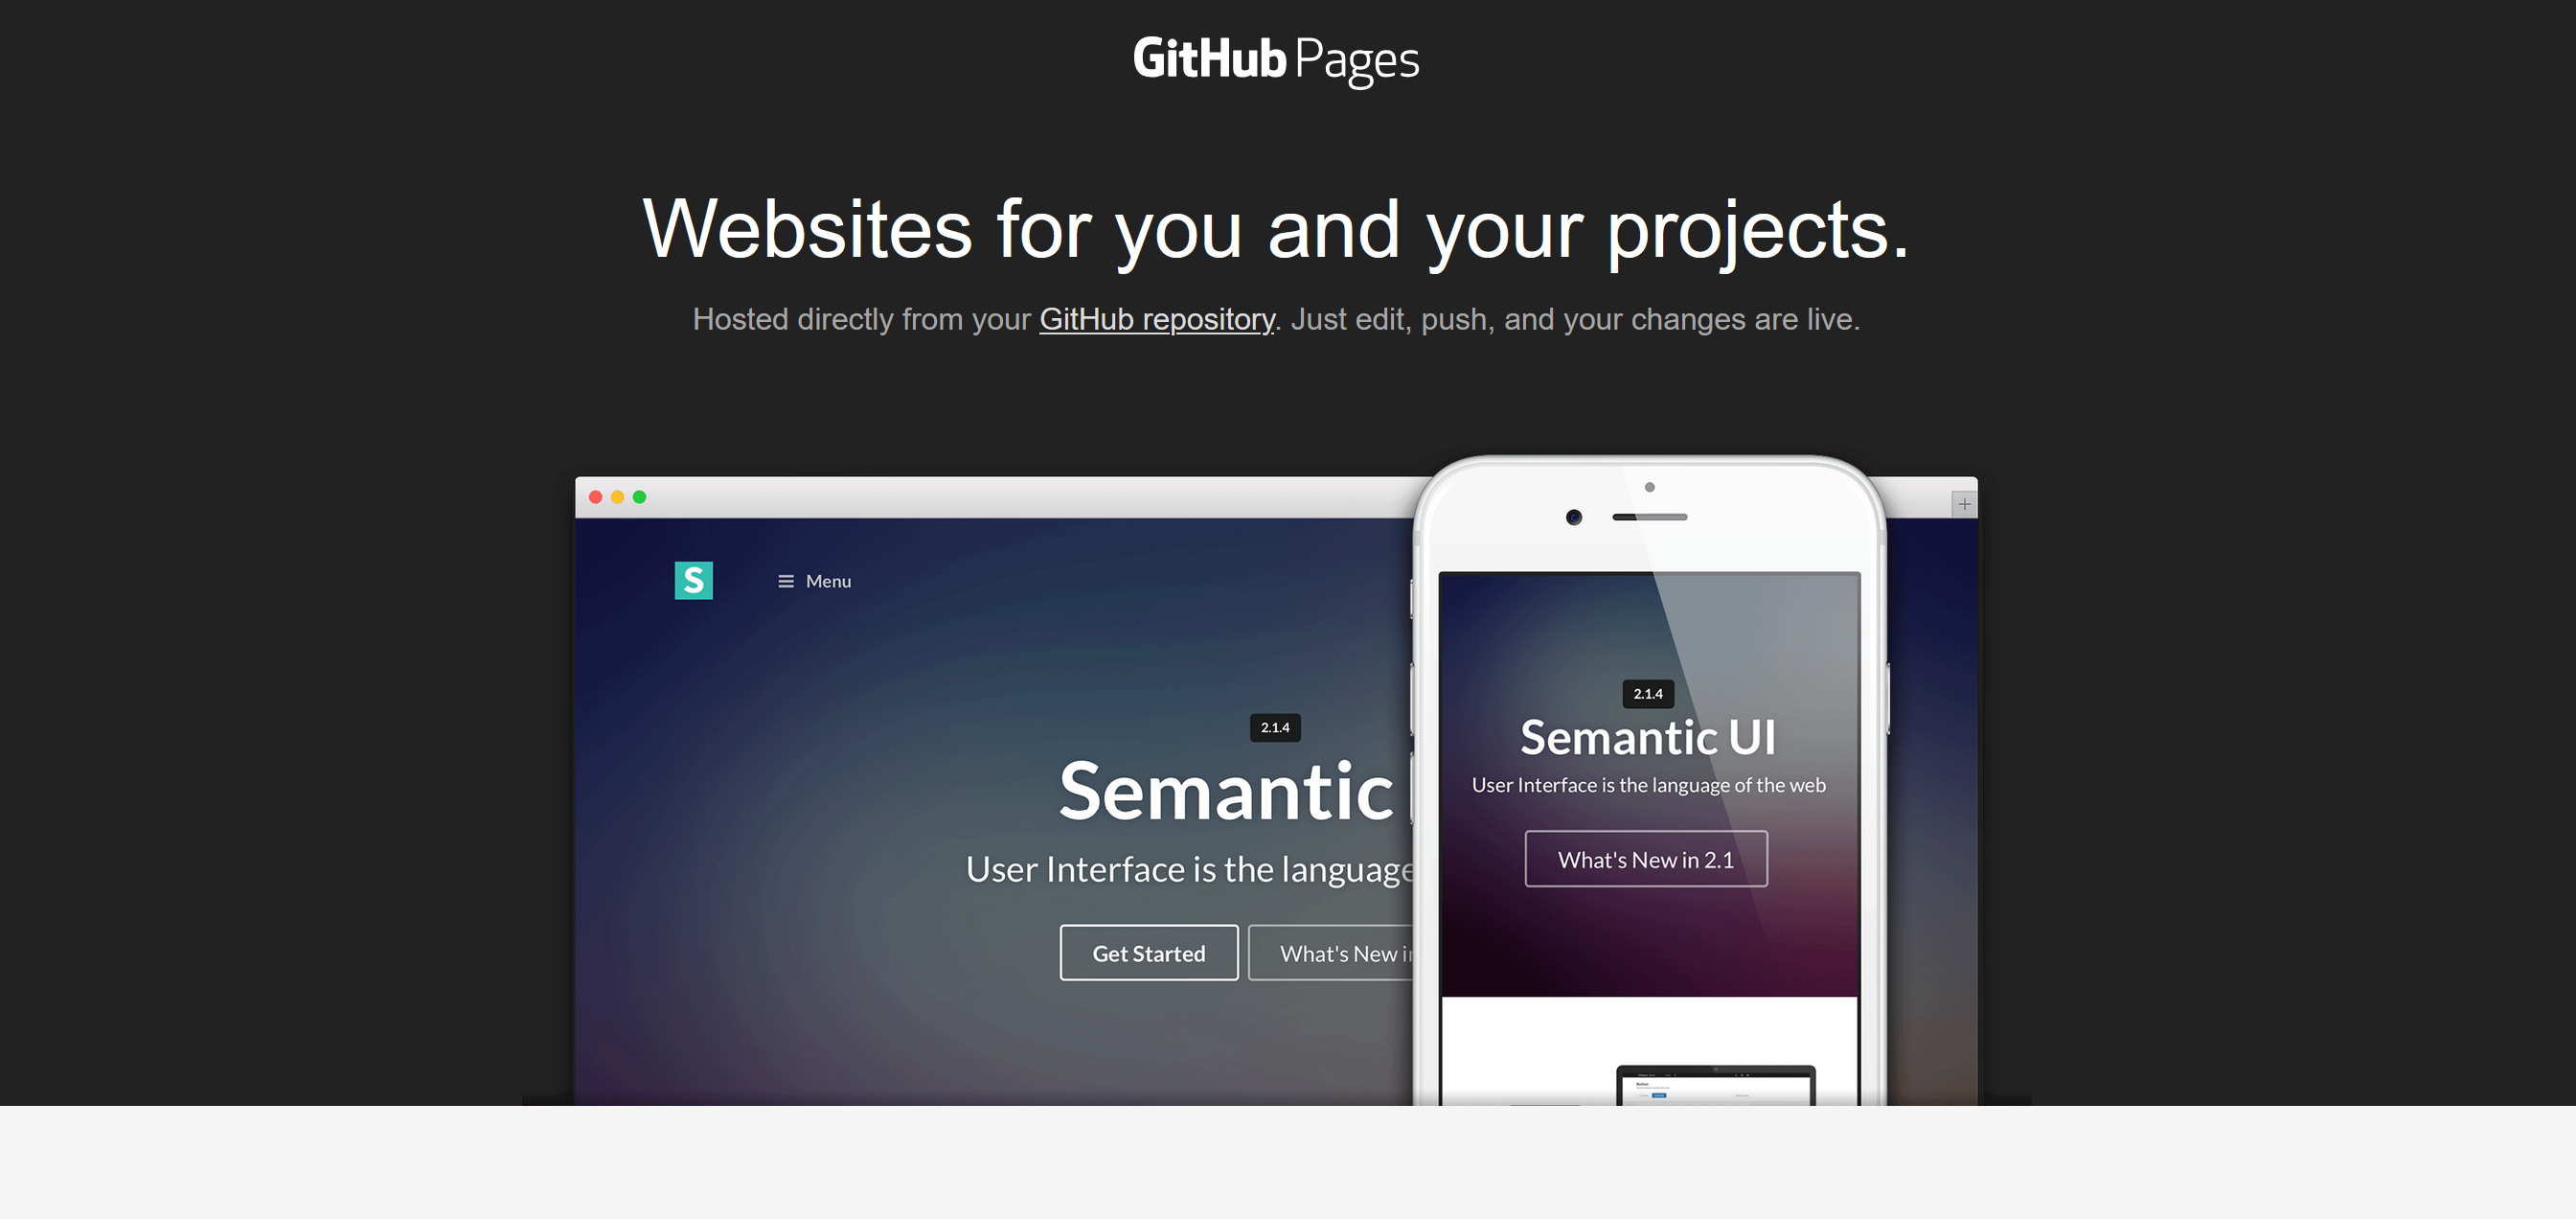 GitHub Pages
Websites for you and your projects.
Hosted directly from your GitHub repository. Just edit, push, and your changes are live.
S
Menu
2.1.4
Semantic
User Interface is the language
Get Started
What's New in
2.1.4
Semantic UI
User Interface is the language of the web
What's New in 2.1